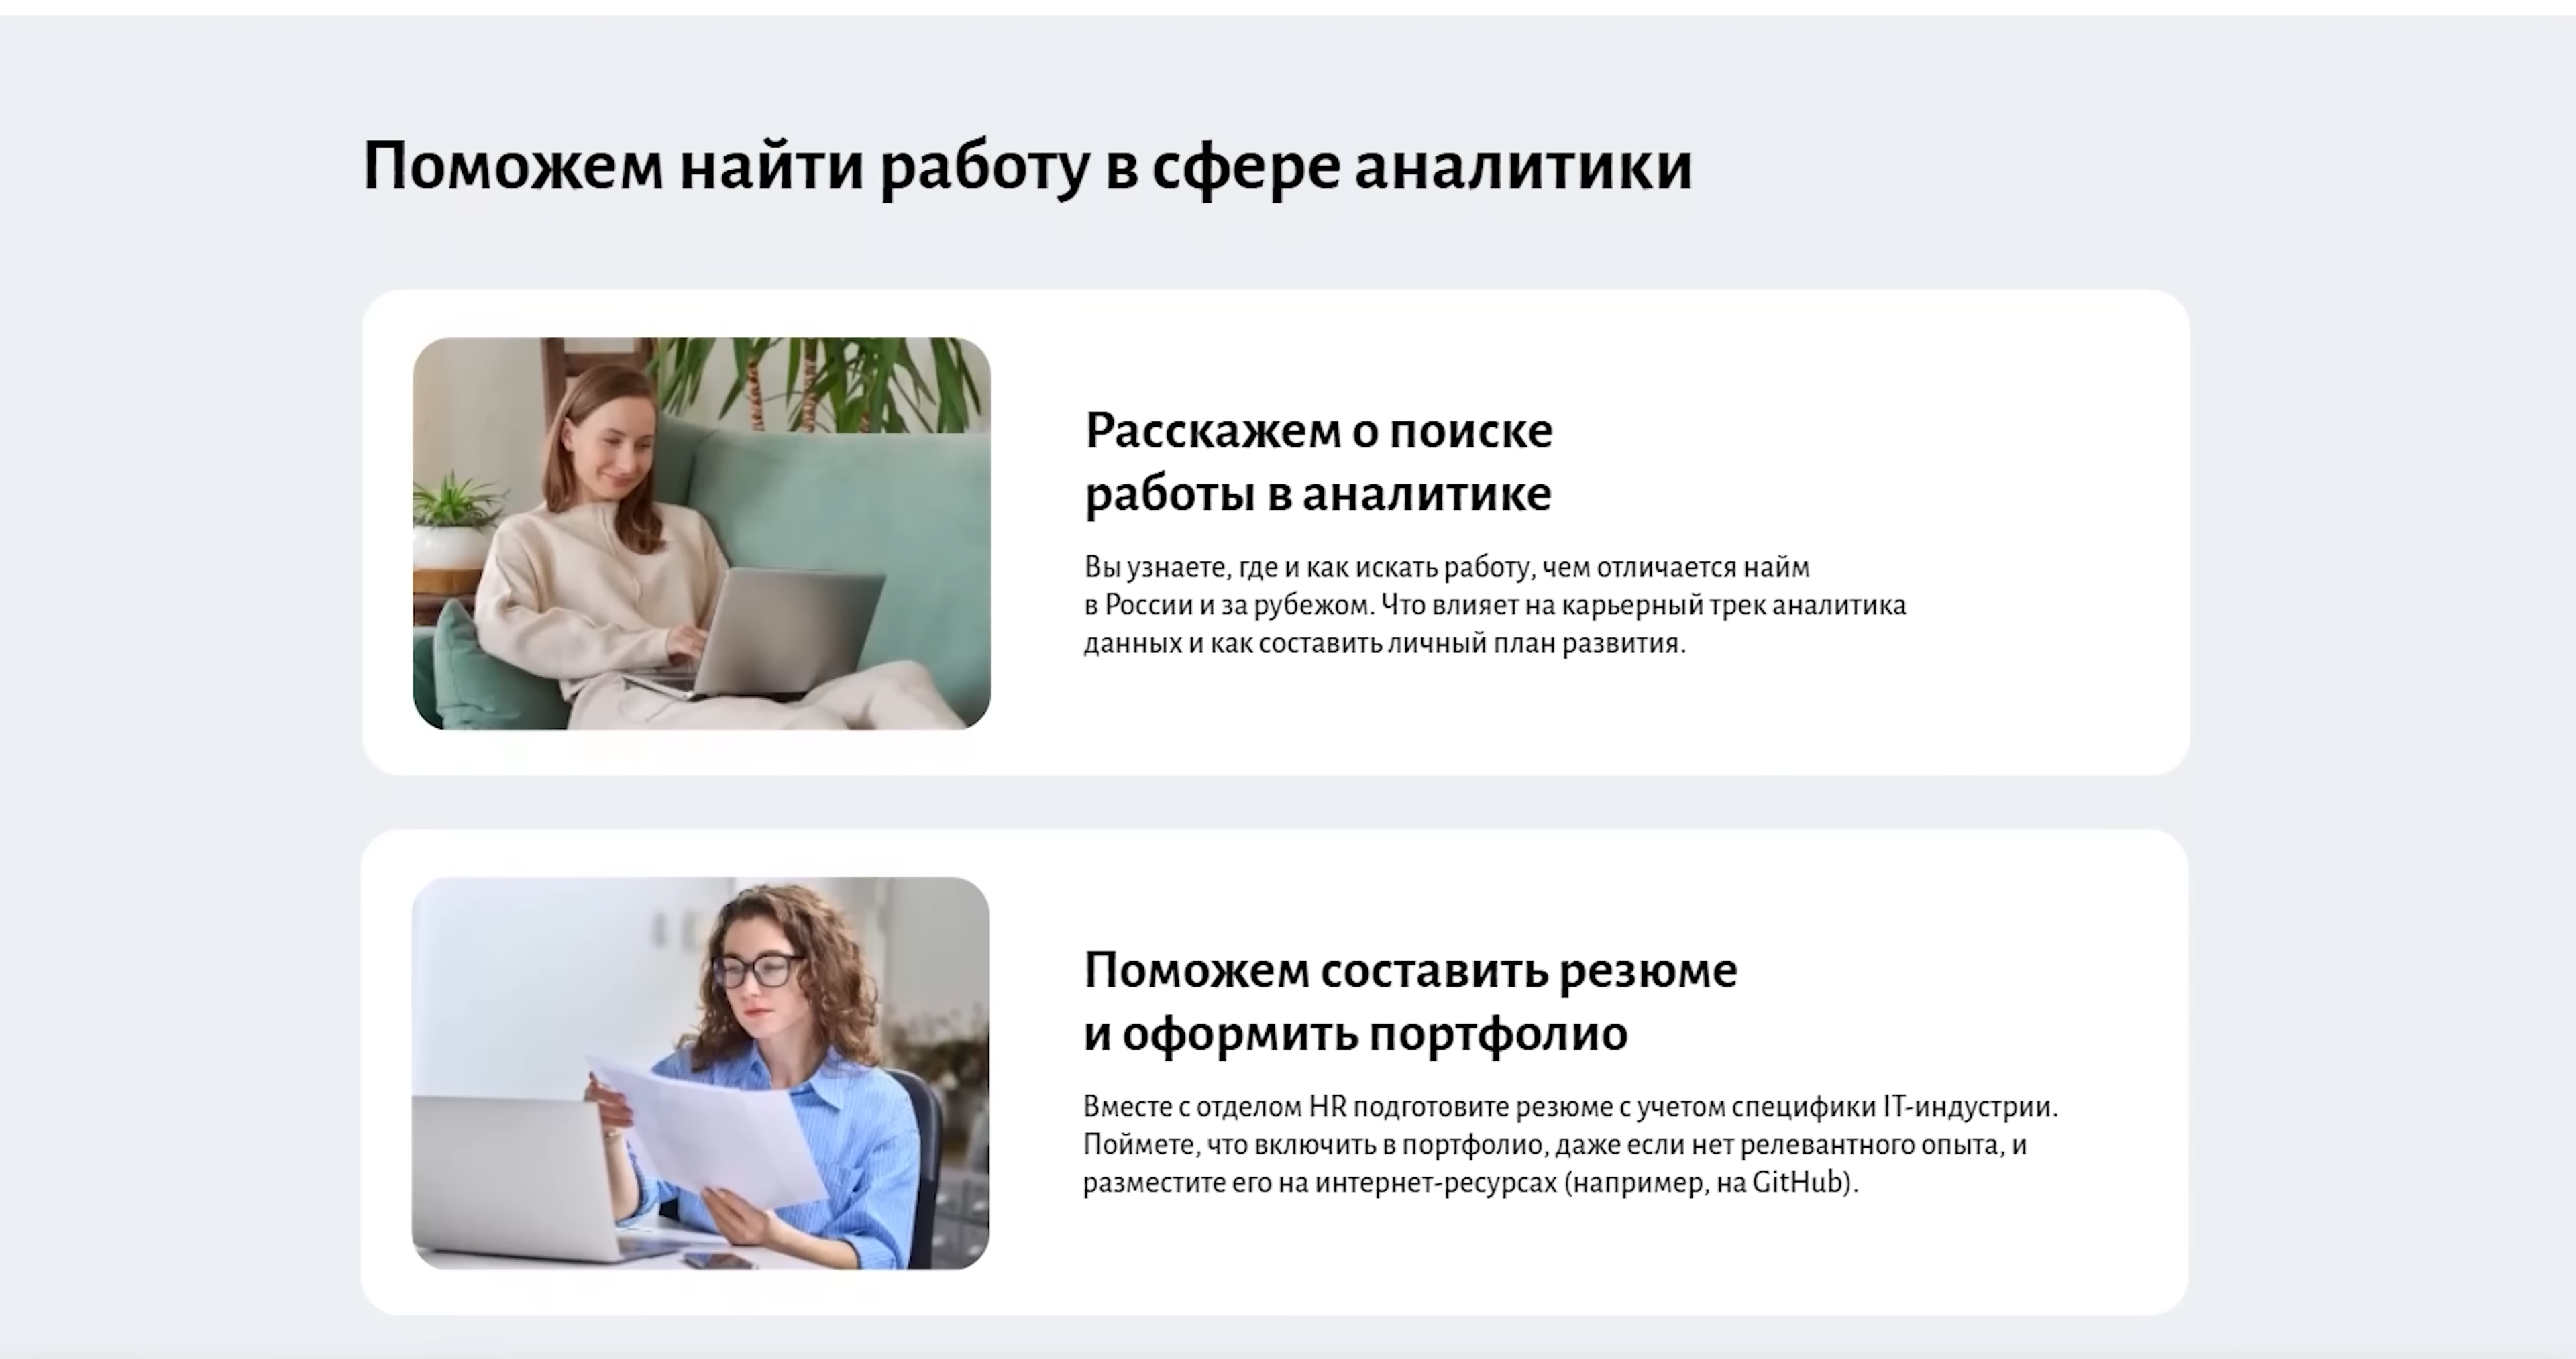 Поможем найти работу в сфере аналитики
Расскажем о поиске
работы в аналитике
Вы узнаете, где и как искать работу, чем отличается найм
в России и за рубежом. Что влияет на карьерный трек аналитика
данных и как составить личный план развития.
Поможем составить резюме
и оформить портфолио
Вместе с отделом HR подготовите резюме с учетом специфики IT-индустрии.
Поймете, что включить в портфолио, даже если нет релевантного опыта, и
разместите его на интернет-ресурсах (например, на GitHub).